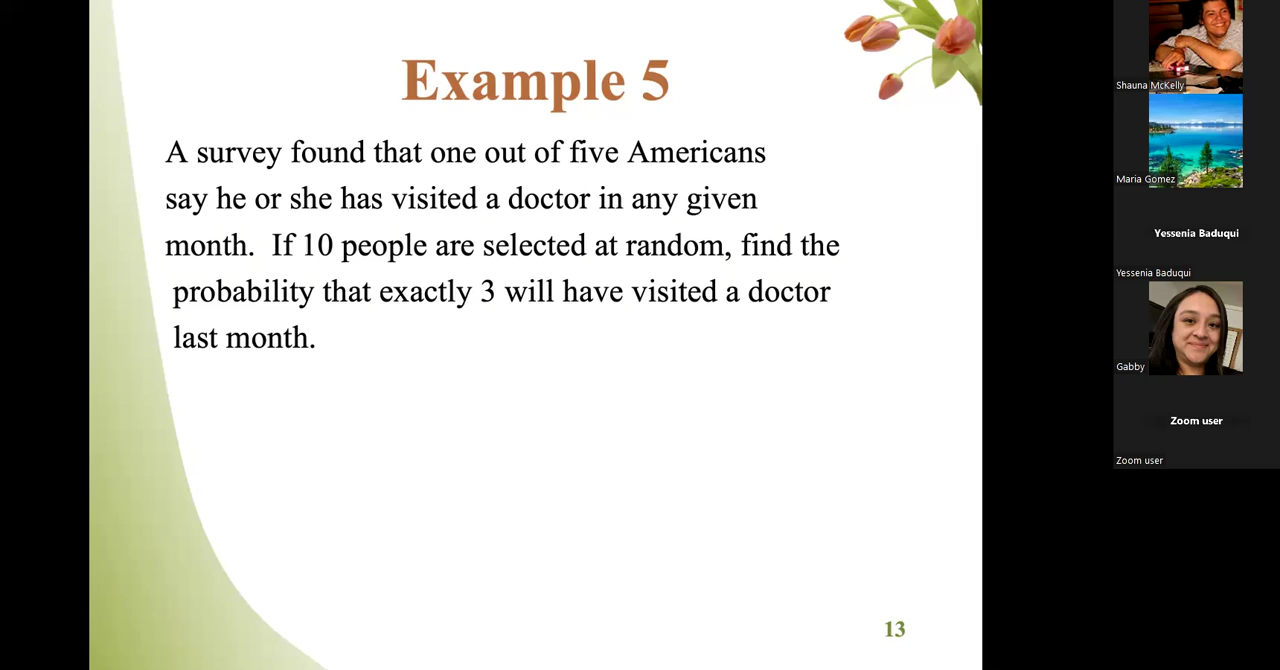 Example 5
A survey found that one out of five Americans
say he or she has visited a doctor in any given
month. If 10 people are selected at random, find the
probability that exactly 3 will have visited a doctor
last month.
13
Shauna McKelly
Maria Gomez
Yessenia Baduqui
Yessenia Baduqui
Gabby
Zoom user
Zoom user